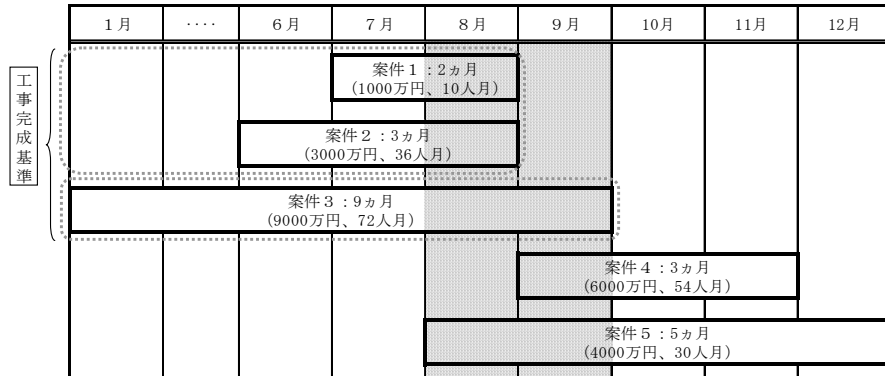 1月 ‥‥ 6月 7月 8月 9月 10月 11月 12月
工事完成基準
案件1：2ヵ月
(1000万円、10人月)
案件2：3ヵ月
(3000万円、36人月)
案件3：9ヵ月
(9000万円、72人月)
案件4：3ヵ月
(6000万円、54人月)
案件5：5ヵ月
(4000万円、30人月)